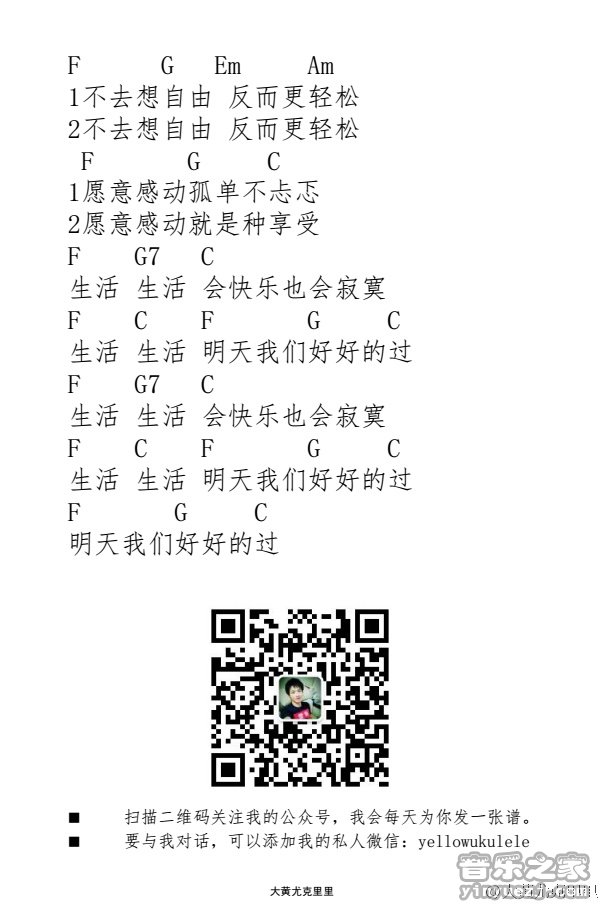 F      G   Em     Am
1不去想自由 反而更轻松
2不去想自由 反而更轻松
F       G     C
1愿意感动孤单不忐忑
2愿意感动就是种享受
F    G7   C
生活 生活 会快乐也会寂寞
F    C    F       G     C
生活 生活 明天我们好好的过
F    G7   C
生活 生活 会快乐也会寂寞
F    C    F       G     C
生活 生活 明天我们好好的过
F       G     C
明天我们好好的过
■ 扫描二维码关注我的公众号，我会每天为你发一张谱。
■ 要与我对话，可以添加我的私人微信：yellowukulele
音乐之家
大黄尤克里里